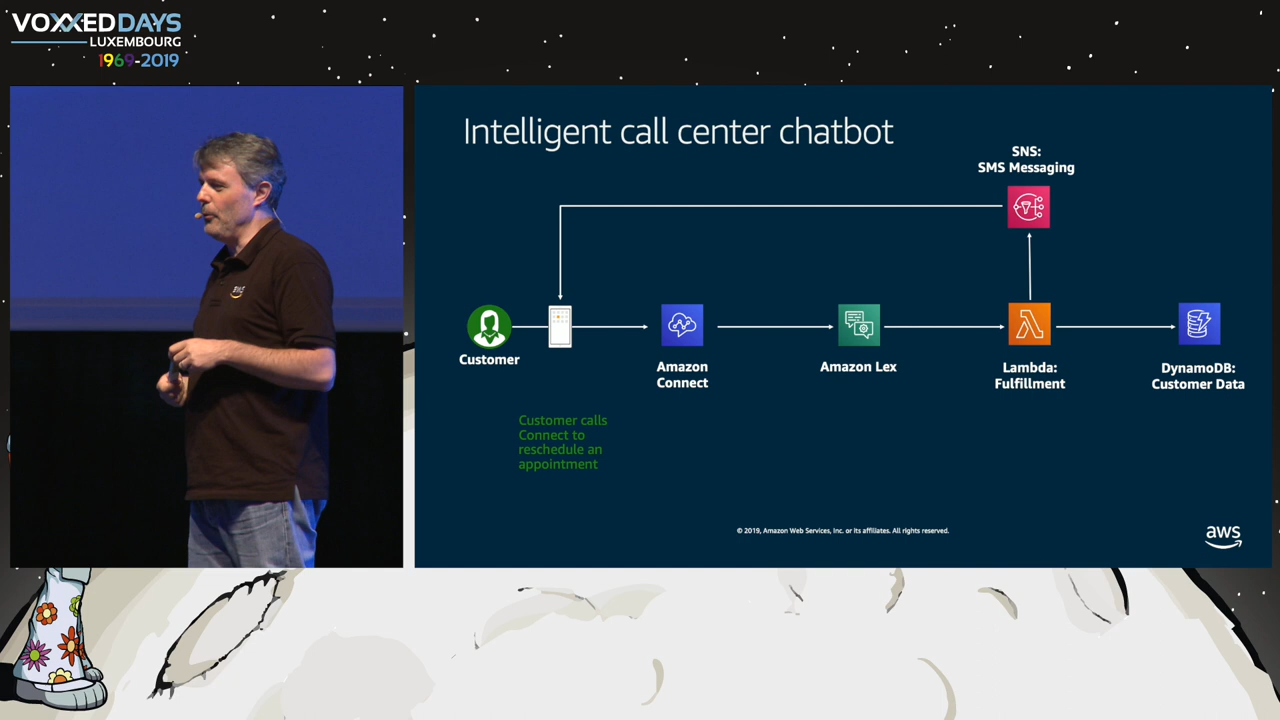 VOXXEDDAYS
LUXEMBOURG
1969-2019
Intelligent call center chatbot
SNS:
SMS Messaging
Customer
Amazon
Connect
Amazon Lex
Lambda:
Fulfillment
DynamoDB:
Customer Data
Customer calls
Connect to
reschedule an
appointment
© 2019, Amazon Web Services, Inc. or its affiliates. All rights reserved.
aws
aws